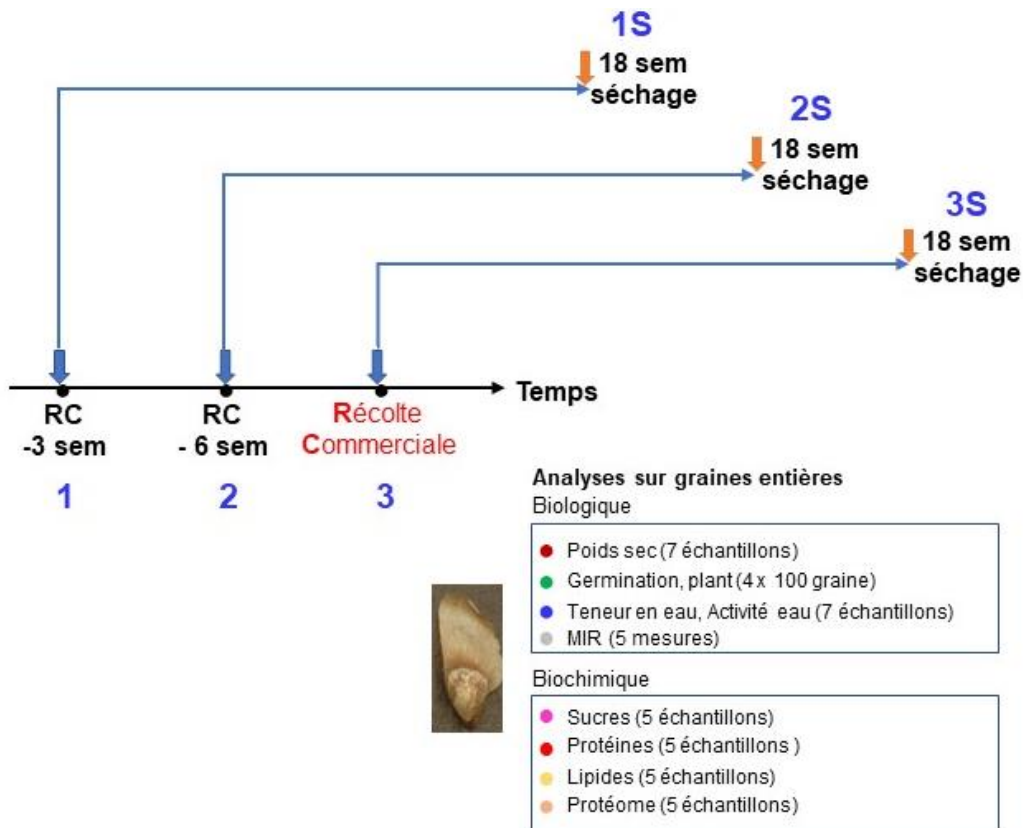 1S
18 sem
séchage
2S
18 sem
séchage
3S
18 sem
séchage
Temps
RC
-3 sem
RC
- 6 sem
Récolte
Commerciale
1
2
3
Analyses sur graines entières
Biologique
Poids sec (7 échantillons)
Germination, plant (4 x 100 graine)
Teneur en eau, Activité eau (7 échantillons)
MIR (5 mesures)
Biochimique
Sucres (5 échantillons)
Protéines (5 échantillons )
Lipides (5 échantillons)
Protéome (5 échantillons)